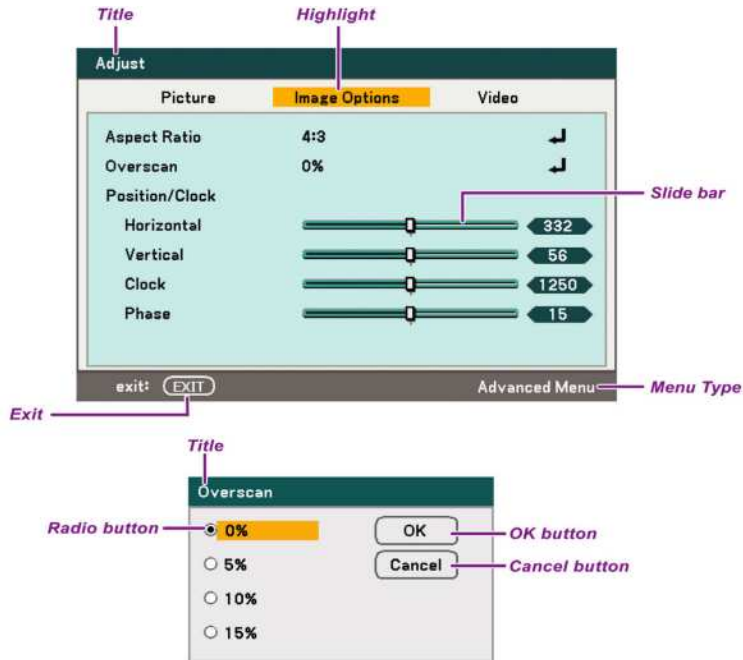 Title Highlight
Adjust
Picture Image Options Video
Aspect Ratio 4:3
Overscan 0%
Position/Clock
Slide bar
Horizontal 332
Vertical 56
Clock 1250
Phase 15
exit: EXIT Advanced Menu
Menu Type
Exit
Title
Overscan
Radio button 0% OK OK button
5% Cancel Cancel button
10%
15%